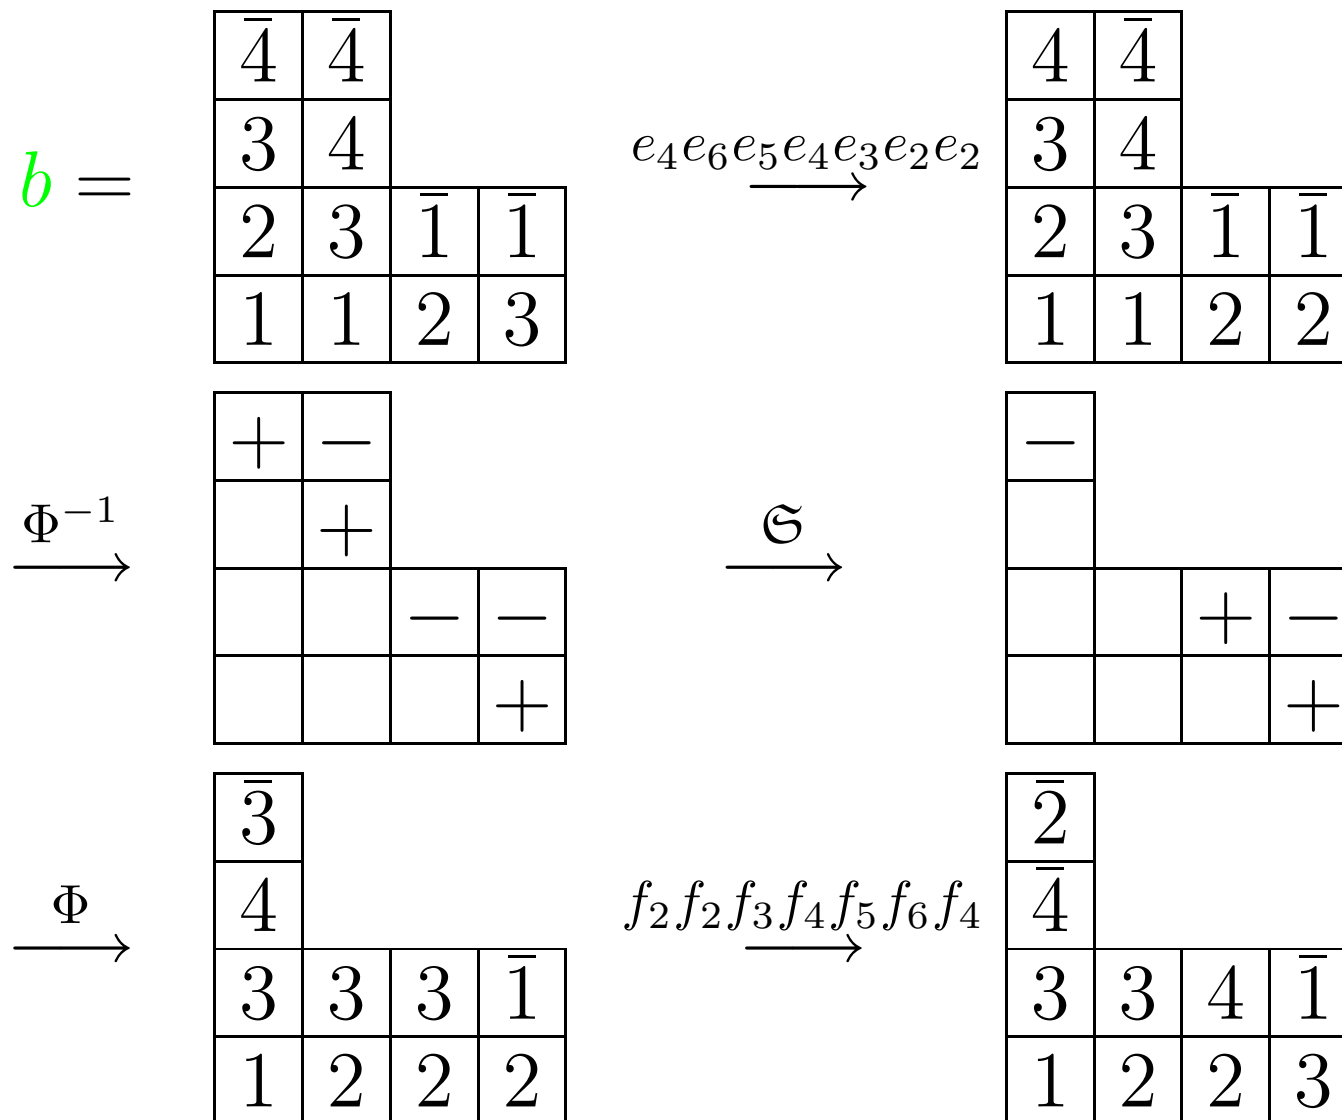 4̅ 4̅ 4 4̅
b = 3 4 e₄e₆e₅e₄e₃e₂e₂ → 3 4
2 3 1̅ 1̅ 2 3 1̅ 1̅
1 1 2 3 1 1 2 2
+ − −
Φ⁻¹ → + 𝔖 →
− − + −
+ +
3̅ 2̅
Φ → 4 f₂f₂f₃f₄f₅f₆f₄ → 4̅
3 3 3 1̅ 3 3 4 1̅
1 2 2 2 1 2 2 3